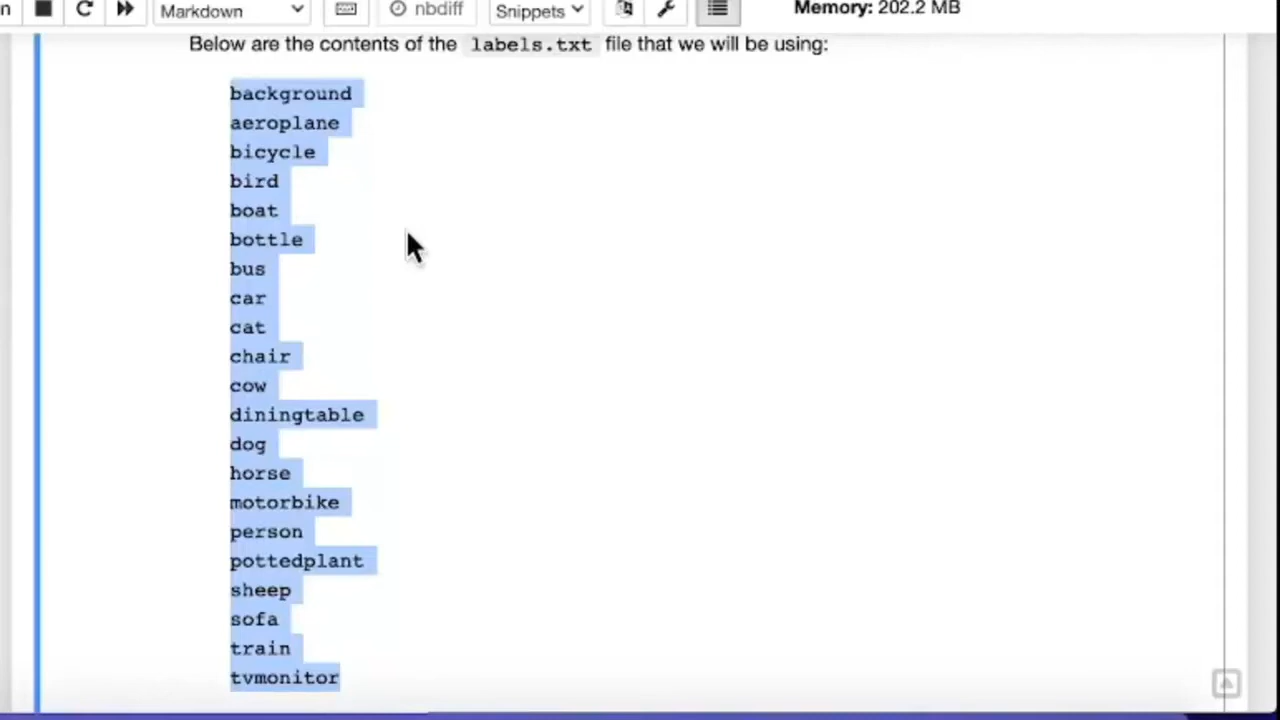 n Markdown nbdiff Snippets Memory: 202.2 MB
Below are the contents of the labels.txt file that we will be using:
background
aeroplane
bicycle
bird
boat
bottle
bus
car
cat
chair
cow
diningtable
dog
horse
motorbike
person
pottedplant
sheep
sofa
train
tvmonitor